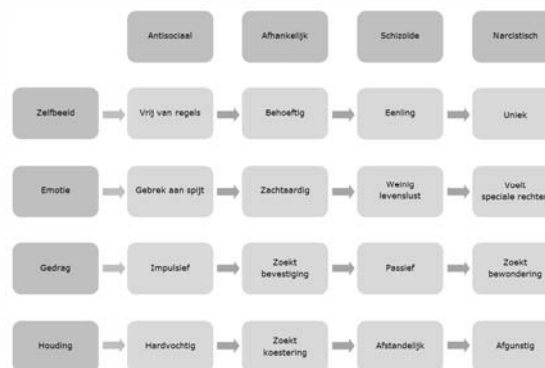 Antisociaal
Afhankelijk
Schizoïde
Narcistisch
Zelfbeeld
Vrij van regels
Behoeftig
Eenling
Uniek
Emotie
Gebrek aan spijt
Zachtaardig
Weinig
levenslust
Voelt
speciale rechten
Gedrag
Impulsief
Zoekt
bevestiging
Passief
Zoekt
bewondering
Houding
Hardvochtig
Zoekt
koestering
Afstandelijk
Afgunstig